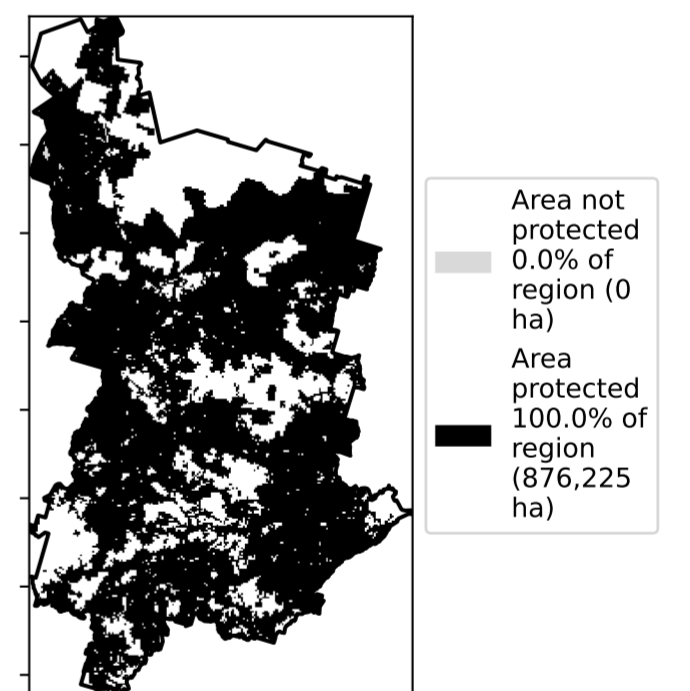 Area not
protected
0.0% of
region (0
ha)
Area
protected
100.0% of
region
(876,225
ha)